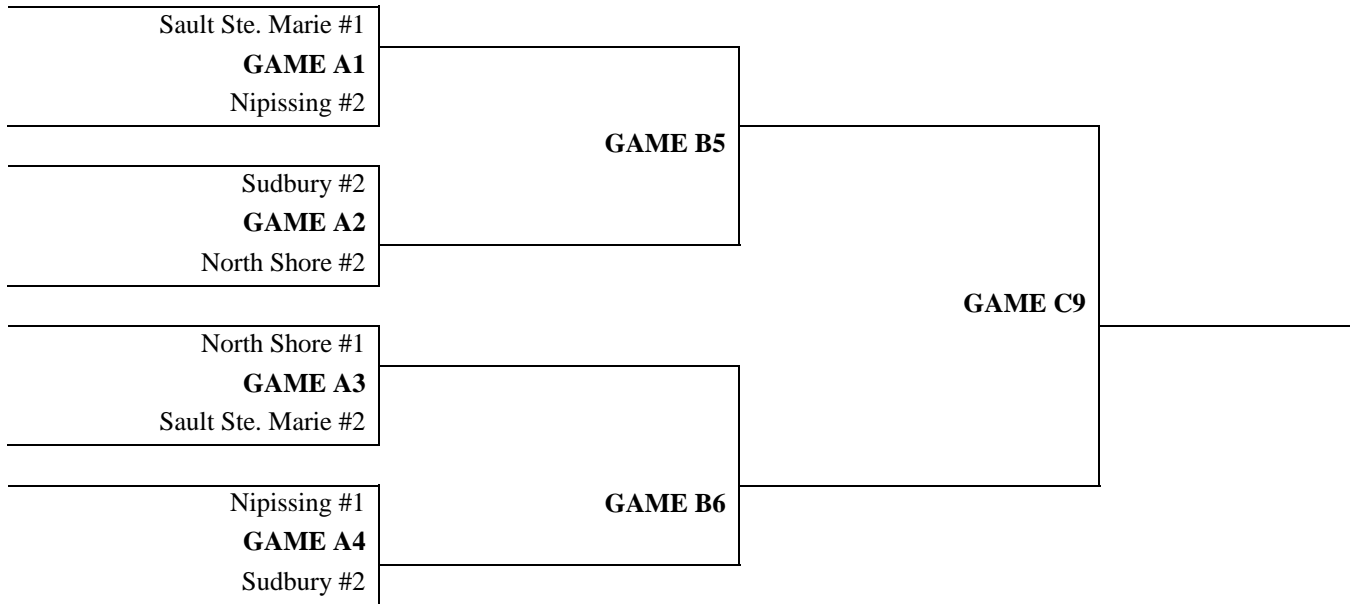 Sault Ste. Marie #1
GAME A1
Nipissing #2
GAME B5
Sudbury #2
GAME A2
North Shore #2
GAME C9
North Shore #1
GAME A3
Sault Ste. Marie #2
Nipissing #1
GAME B6
GAME A4
Sudbury #2